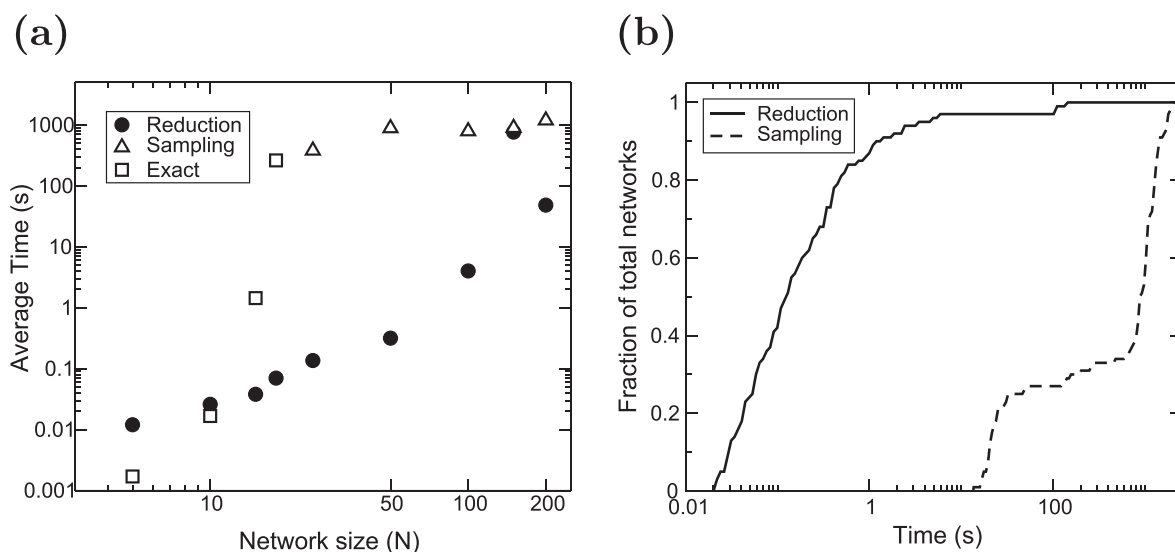 (a)
(b)
Reduction
Sampling
Exact
1000
100
10
1
0.1
0.01
0.001
Average Time (s)
10
50
100
200
Network size (N)
Reduction
Sampling
1
0.8
0.6
0.4
0.2
0
Fraction of total networks
0.01
1
100
Time (s)